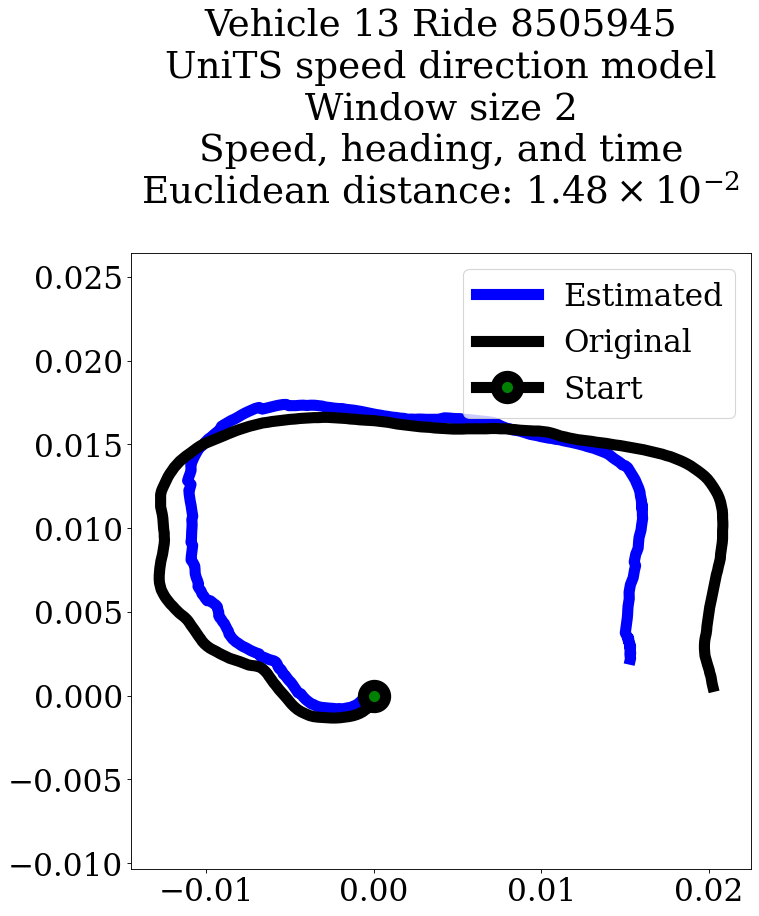 Vehicle 13 Ride 8505945
UniTS speed direction model
Window size 2
Speed, heading, and time
Euclidean distance: 1.48 × 10⁻²
0.025
0.020
0.015
0.010
0.005
0.000
−0.005
−0.010
−0.01
0.00
0.01
0.02
Estimated
Original
Start